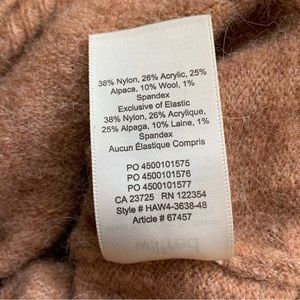 38% Nylon, 26% Acrylic, 25%
Alpaca, 10% Wool, 1%
Spandex
Exclusive of Elastic
38% Nylon, 26% Acrylique,
25% Alpaga, 10% Laine, 1%
Spandex
Aucun Élastique Compris
PO 4500101575
PO 4500101576
PO 4500101577
CA 23725 RN 122354
Style # HAW4-3638-48
Article # 67457